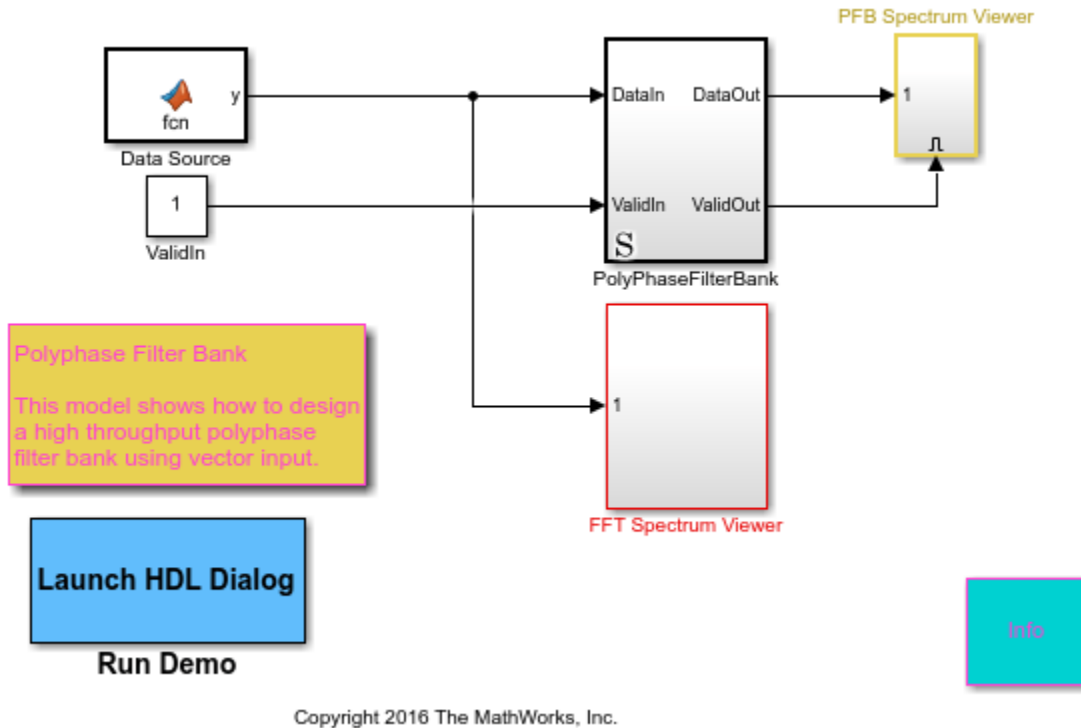 PFB Spectrum Viewer
fcn
y
Data Source
1
ValidIn
DataIn
DataOut
ValidIn
ValidOut
S
PolyPhaseFilterBank
1
1
FFT Spectrum Viewer
Polyphase Filter Bank
This model shows how to design
a high throughput polyphase
filter bank using vector input.
Launch HDL Dialog
Run Demo
Info
Copyright 2016 The MathWorks, Inc.